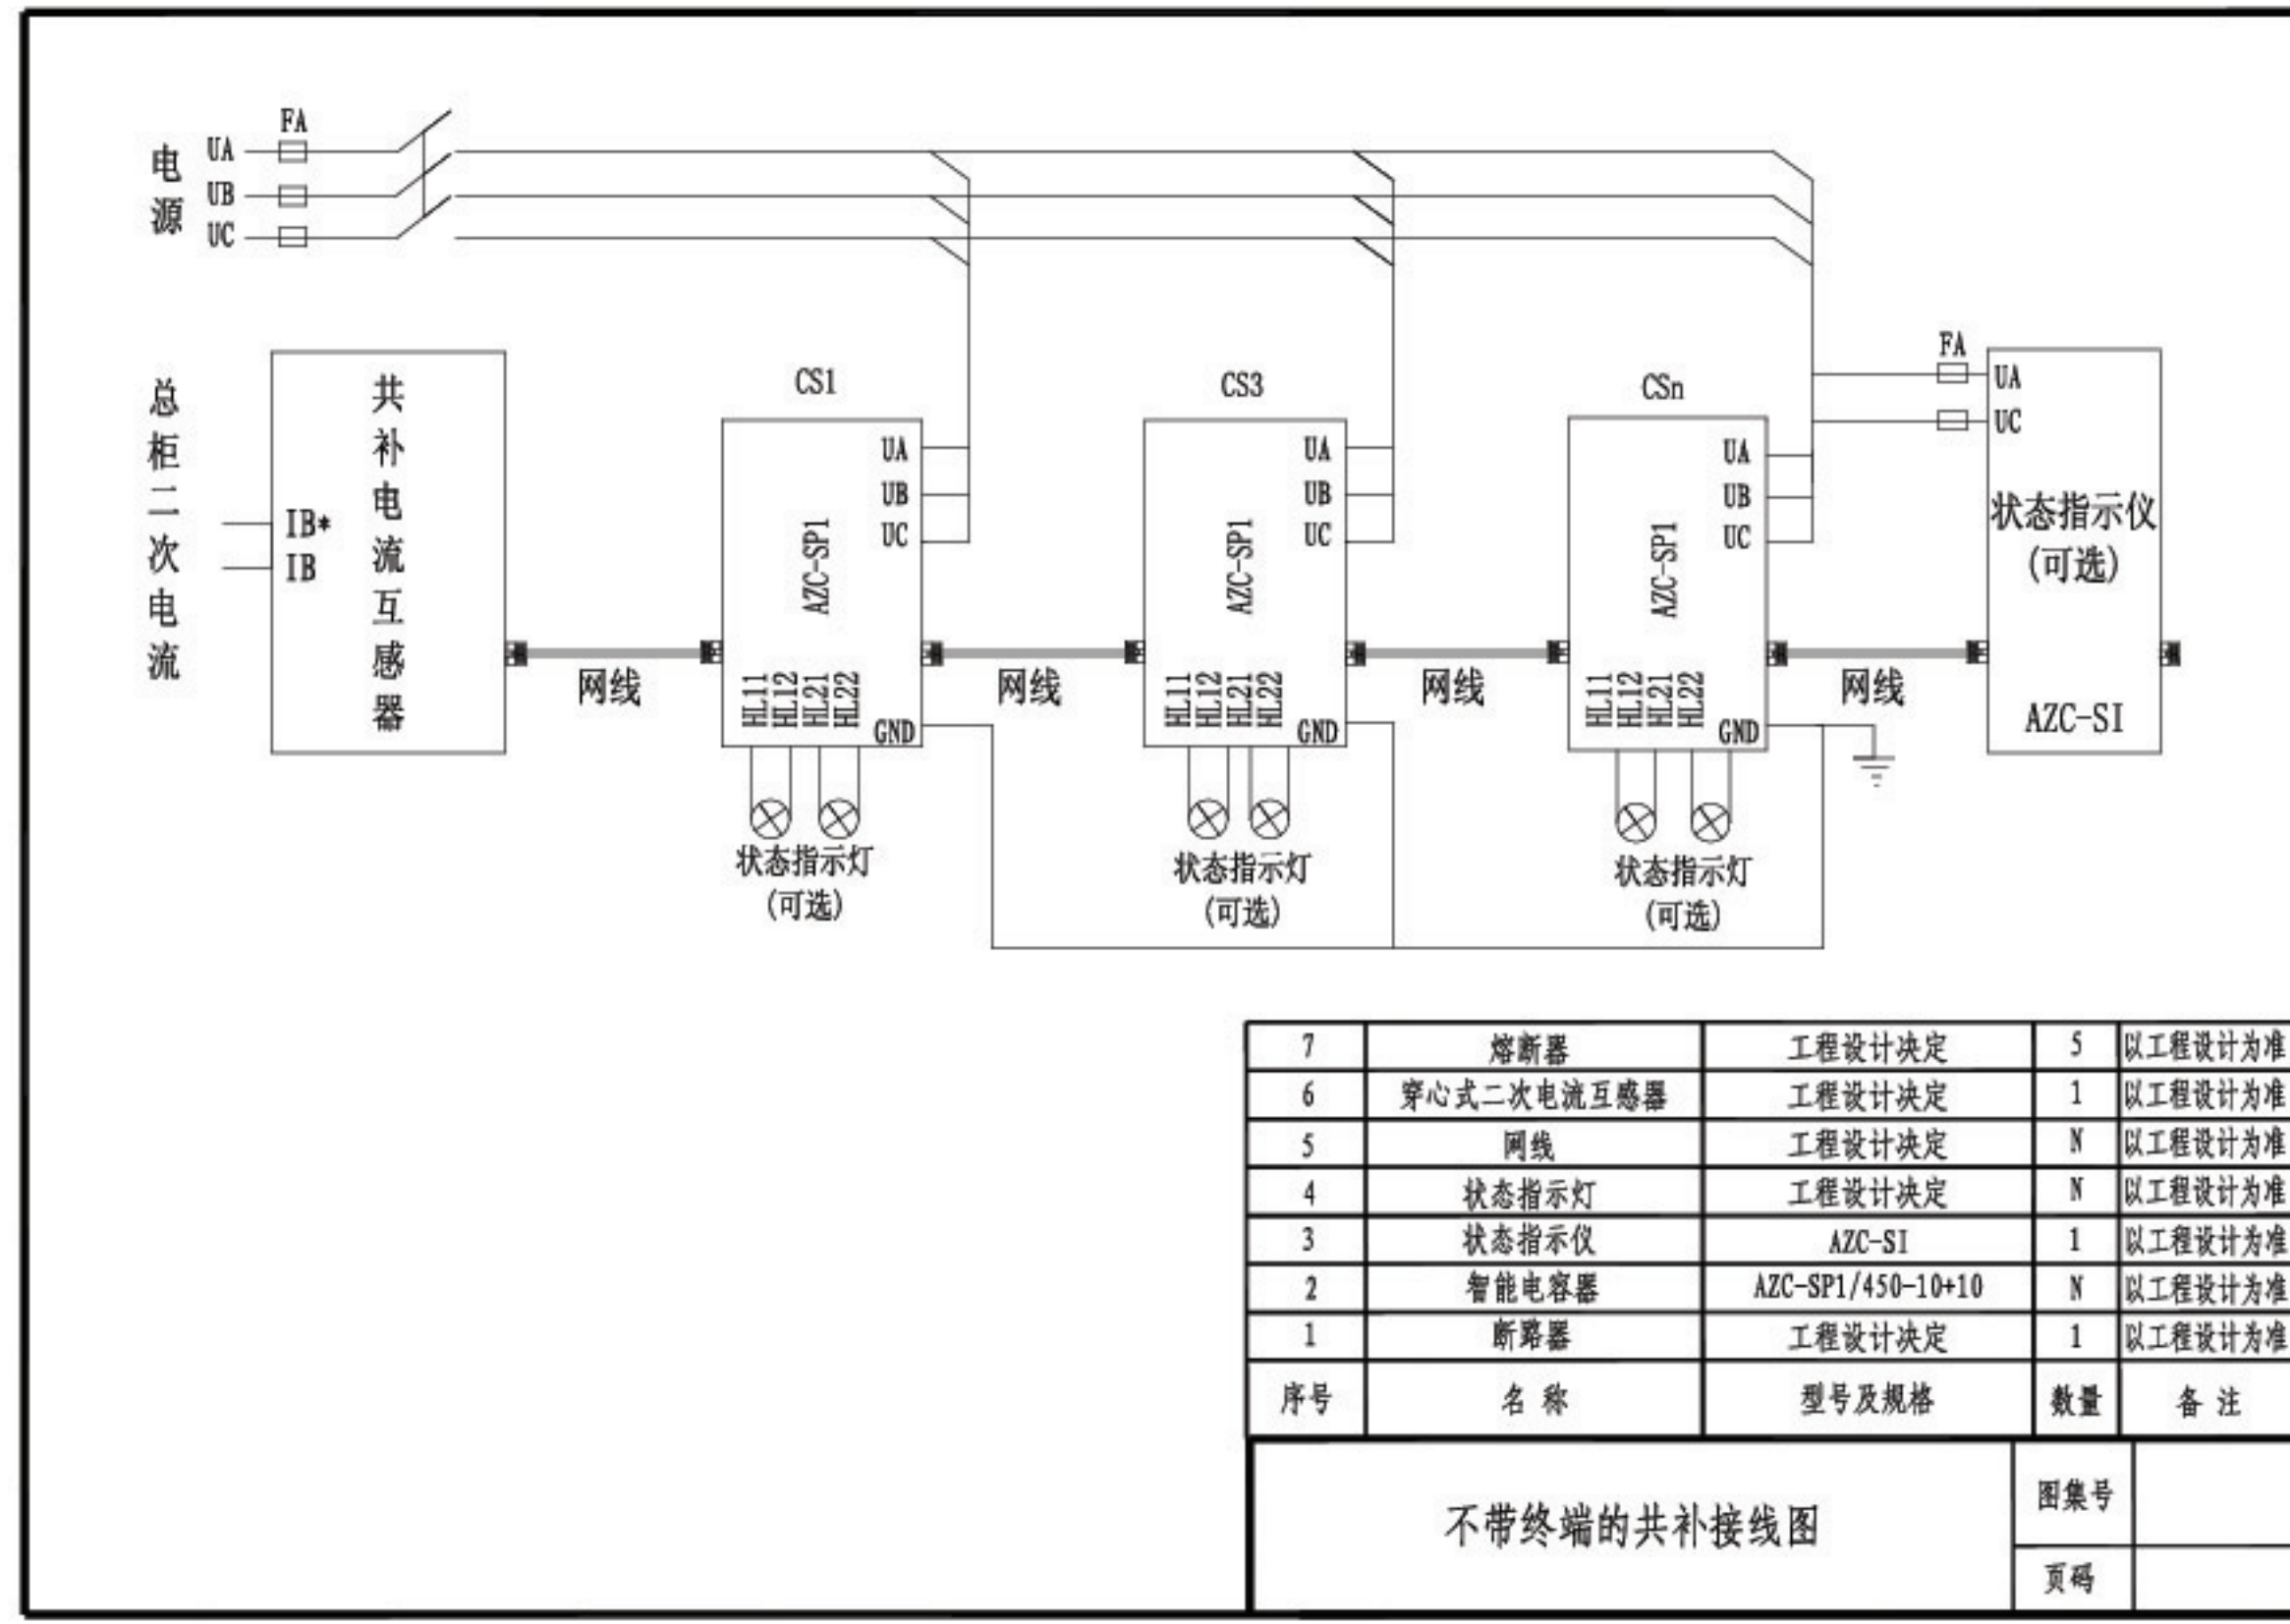 电源
FA
UA
UB
UC
总柜二次电流
共补电流互感器
IB*
IB
网线
CS1
UA
UB
UC
AZC-SP1
HL11
HL12
HL21
HL22
GND
状态指示灯
(可选)
网线
CS3
UA
UB
UC
AZC-SP1
HL11
HL12
HL21
HL22
GND
状态指示灯
(可选)
网线
CSn
UA
UB
UC
AZC-SP1
HL11
HL12
HL21
HL22
GND
状态指示灯
(可选)
网线
FA
UA
UC
状态指示仪
(可选)
AZC-SI
7 熔断器 工程设计决定 5 以工程设计为准
6 穿心式二次电流互感器 工程设计决定 1 以工程设计为准
5 网线 工程设计决定 N 以工程设计为准
4 状态指示灯 工程设计决定 N 以工程设计为准
3 状态指示仪 AZC-SI 1 以工程设计为准
2 智能电容器 AZC-SP1/450-10+10 N 以工程设计为准
1 断路器 工程设计决定 1 以工程设计为准
序号 名 称 型号及规格 数量 备 注
不带终端的共补接线图
图集号
页码